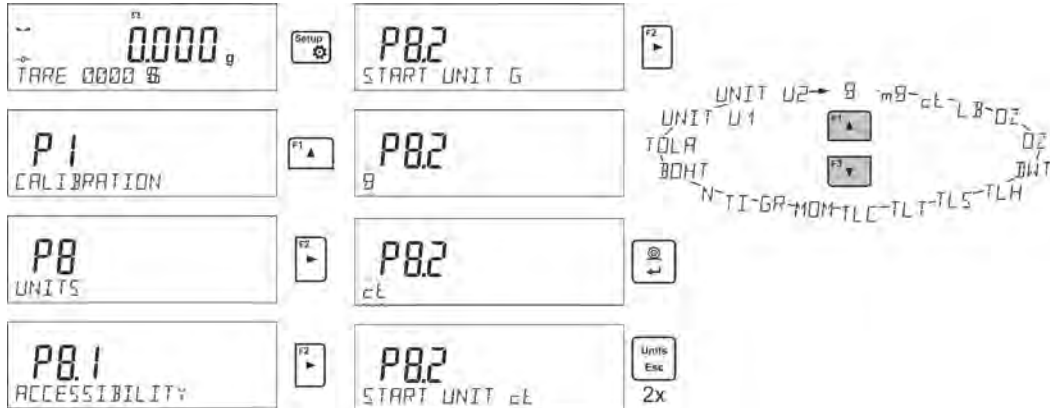 0.000 g
TARE
Setup
P1
CALIBRATION
F1
P8
UNITS
F2
P8.1
ACCESSIBILITY
F2
P8.2
START UNIT G
F2
P8.2
g
P8.2
ct
P8.2
START UNIT ct
Units
Esc
2x
UNIT U2 g mg ct LB OZ
UNIT U1
TOLA
BAHT
N TI GR MOM TLC TLT TLS TLH
DWT
F1
F3